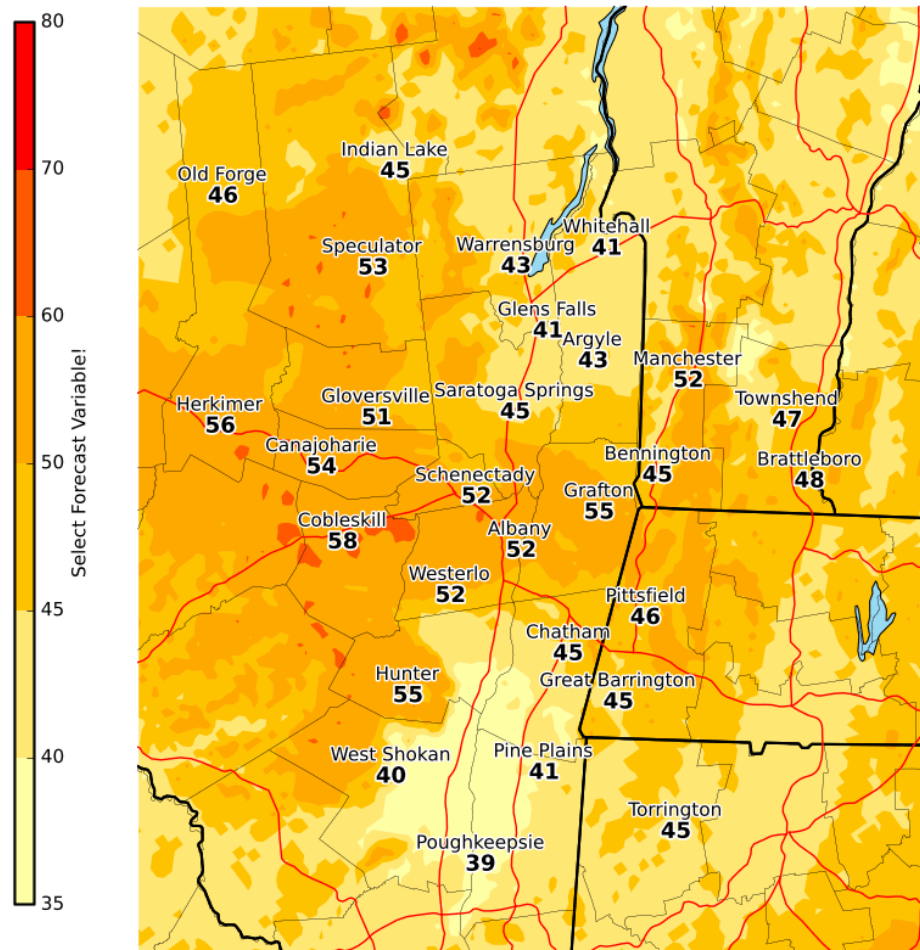 80
70
60
50
45
40
35
Select Forecast Variable!
Indian Lake
45
Old Forge
46
Whitehall
41
Speculator
53
Warrensburg
43
Glens Falls
41
Argyle
43
Manchester
52
Gloversville
51
Saratoga Springs
45
Herkimer
56
Townshend
47
Canajoharie
54
Bennington
45
Brattleboro
48
Schenectady
52
Grafton
55
Cobleskill
58
Albany
52
Westerlo
52
Pittsfield
46
Chatham
45
Hunter
55
Great Barrington
45
West Shokan
40
Pine Plains
41
Torrington
45
Poughkeepsie
39